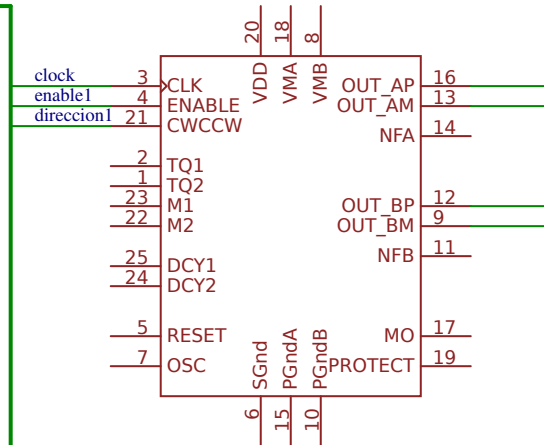 20 18 8
VDD VMA VMB
clock 3 CLK OUT_AP 16
enable1 4 ENABLE OUT_AM 13
direccion1 21 CWCCW
NFA 14
2 TQ1
1 TQ2
23 M1 OUT_BP 12
22 M2 OUT_BM 9
NFB 11
25 DCY1
24 DCY2
5 RESET MO 17
7 OSC PROTECT 19
SGnd PGndA PGndB
6 15 10